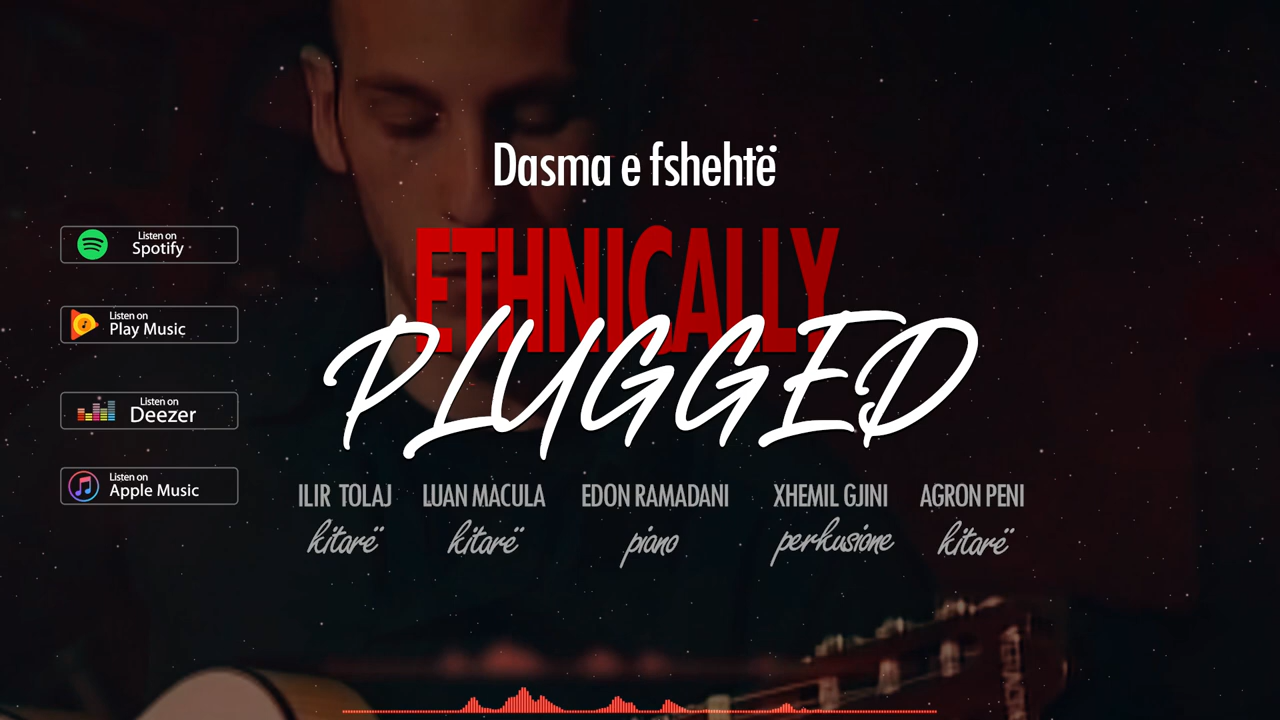 Dasma e fshehtë
ETHNICALLY
PLUGGED
Listen on
Spotify
Listen on
Play Music
Listen on
Deezer
Listen on
Apple Music
ILIR TOLAJ
kitarë
LUAN MACULA
kitarë
EDON RAMADANI
piano
XHEMIL GJINI
perkusione
AGRON PENI
kitarë